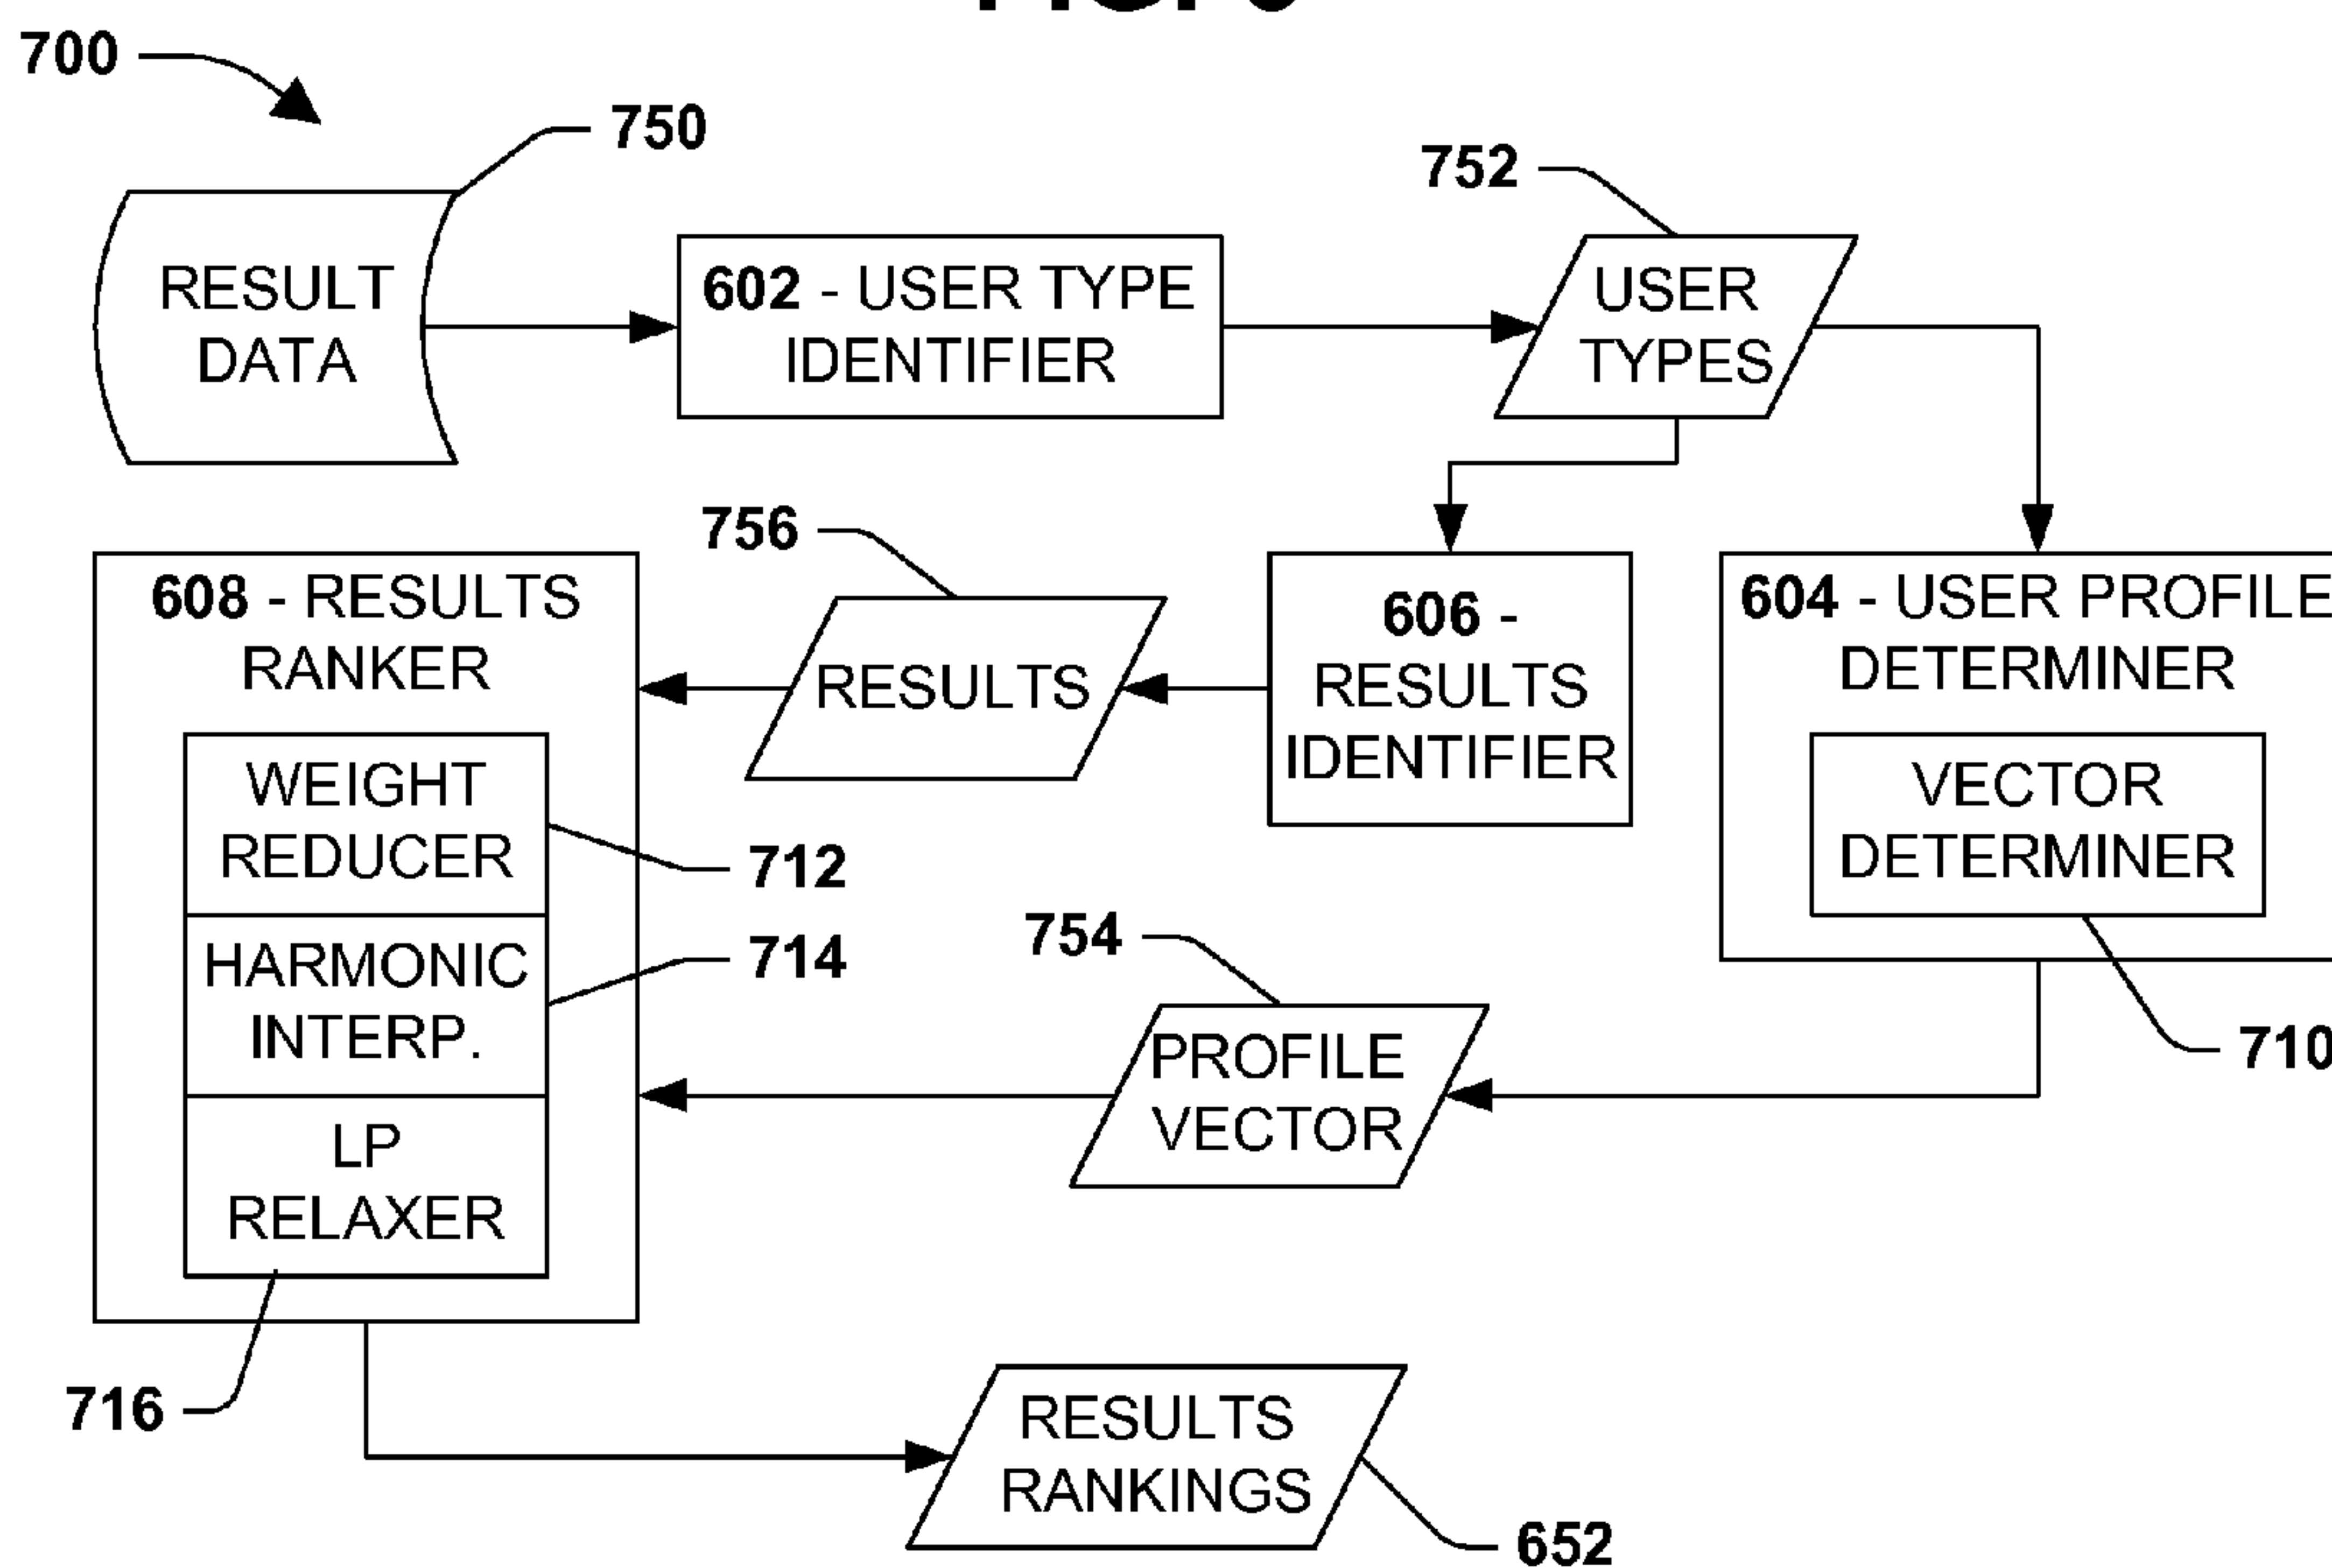 700
750
752
RESULT
DATA
602 - USER TYPE
IDENTIFIER
USER
TYPES
756
608 - RESULTS
RANKER
RESULTS
606 -
RESULTS
IDENTIFIER
604 - USER PROFILE
DETERMINER
WEIGHT
REDUCER
VECTOR
DETERMINER
712
HARMONIC
INTERP.
714
754
PROFILE
VECTOR
710
LP
RELAXER
716
RESULTS
RANKINGS
652